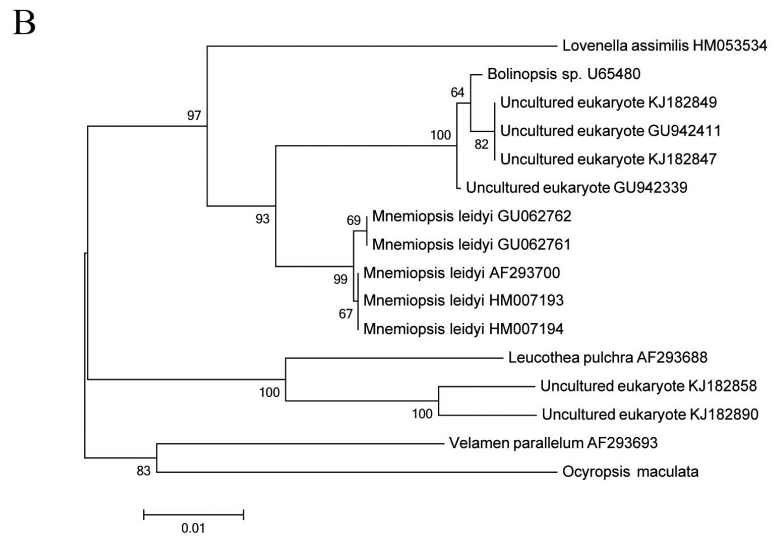 B
Lovenella assimilis HM053534
Bolinopsis sp. U65480
64
Uncultured eukaryote KJ182849
97
100
Uncultured eukaryote GU942411
82
Uncultured eukaryote KJ182847
Uncultured eukaryote GU942339
93
69
Mnemiopsis leidyi GU062762
Mnemiopsis leidyi GU062761
99
Mnemiopsis leidyi AF293700
Mnemiopsis leidyi HM007193
67
Mnemiopsis leidyi HM007194
Leucothea pulchra AF293688
100
Uncultured eukaryote KJ182858
100
Uncultured eukaryote KJ182890
Velamen parallelum AF293693
83
Ocyropsis maculata
0.01